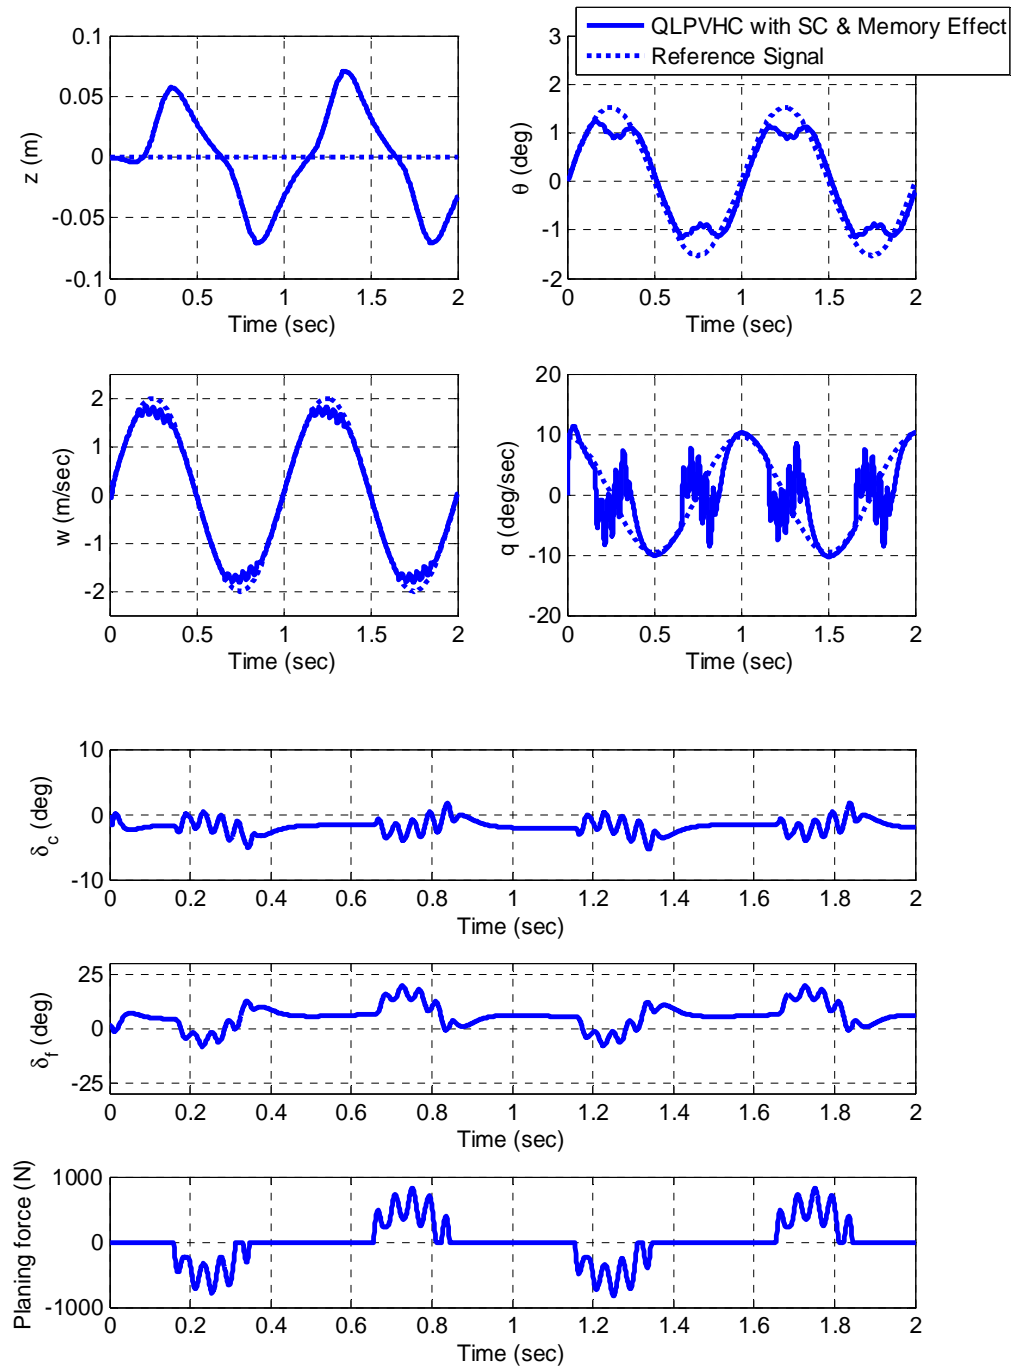 QLPVHC with SC & Memory Effect
Reference Signal
0.1
0.05
0
-0.05
-0.1
z (m)
0 0.5 1 1.5 2
Time (sec)
3
2
1
0
-1
-2
θ (deg)
0 0.5 1 1.5 2
Time (sec)
2
1
0
-1
-2
w (m/sec)
0 0.5 1 1.5 2
Time (sec)
20
10
0
-10
-20
q (deg/sec)
0 0.5 1 1.5 2
Time (sec)
10
0
-10
δc (deg)
0 0.2 0.4 0.6 0.8 1 1.2 1.4 1.6 1.8 2
Time (sec)
25
0
-25
δf (deg)
0 0.2 0.4 0.6 0.8 1 1.2 1.4 1.6 1.8 2
Time (sec)
1000
0
-1000
Planing force (N)
0 0.2 0.4 0.6 0.8 1 1.2 1.4 1.6 1.8 2
Time (sec)